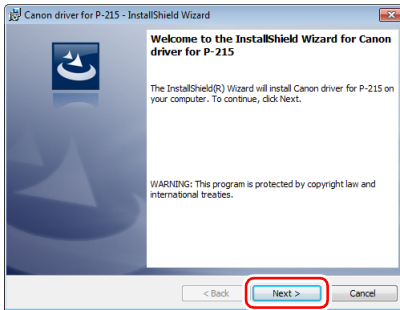 Canon driver for P-215 - InstallShield Wizard
Welcome to the InstallShield Wizard for Canon
driver for P-215
The InstallShield(R) Wizard will install Canon driver for P-215 on
your computer. To continue, click Next.
WARNING: This program is protected by copyright law and
international treaties.
< Back
Next >
Cancel